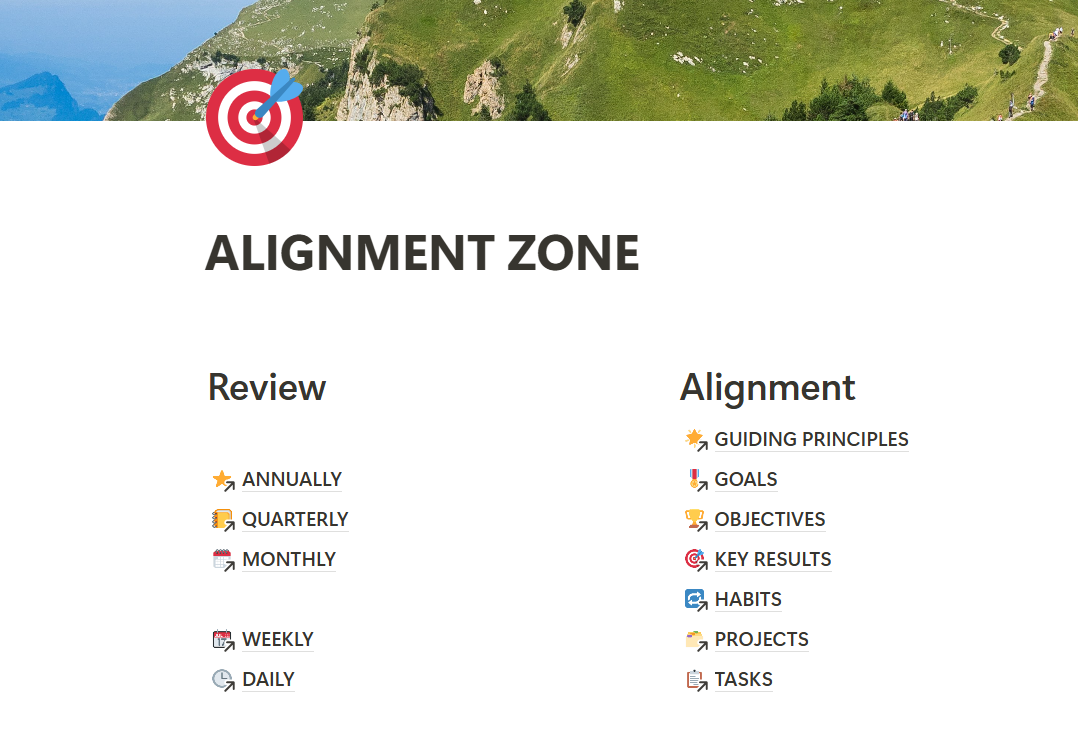 ALIGNMENT ZONE
Review
ANNUALLY
QUARTERLY
MONTHLY
WEEKLY
DAILY
Alignment
GUIDING PRINCIPLES
GOALS
OBJECTIVES
KEY RESULTS
HABITS
PROJECTS
TASKS